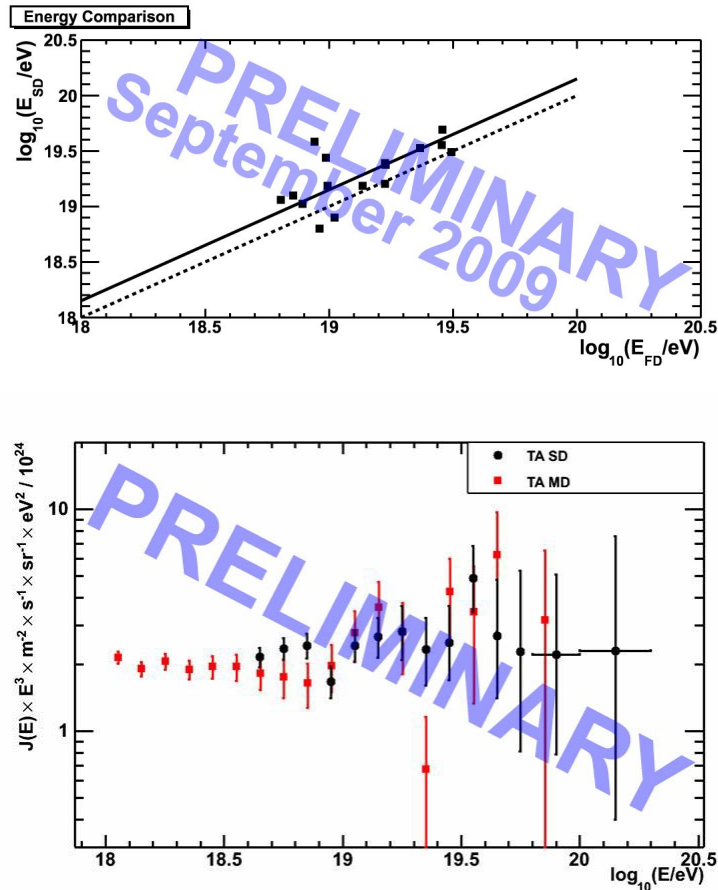 Energy Comparison
log10(ESD/eV)
20.5
20
19.5
19
18.5
18
18 18.5 19 19.5 20 20.5
log10(EFD/eV)
PRELIMINARY
September 2009
J(E) × E³ × m⁻² × s⁻¹ × sr⁻¹ × eV² / 10²⁴
10
1
TA SD
TA MD
PRELIMINARY
18 18.5 19 19.5 20 20.5
log10(E/eV)